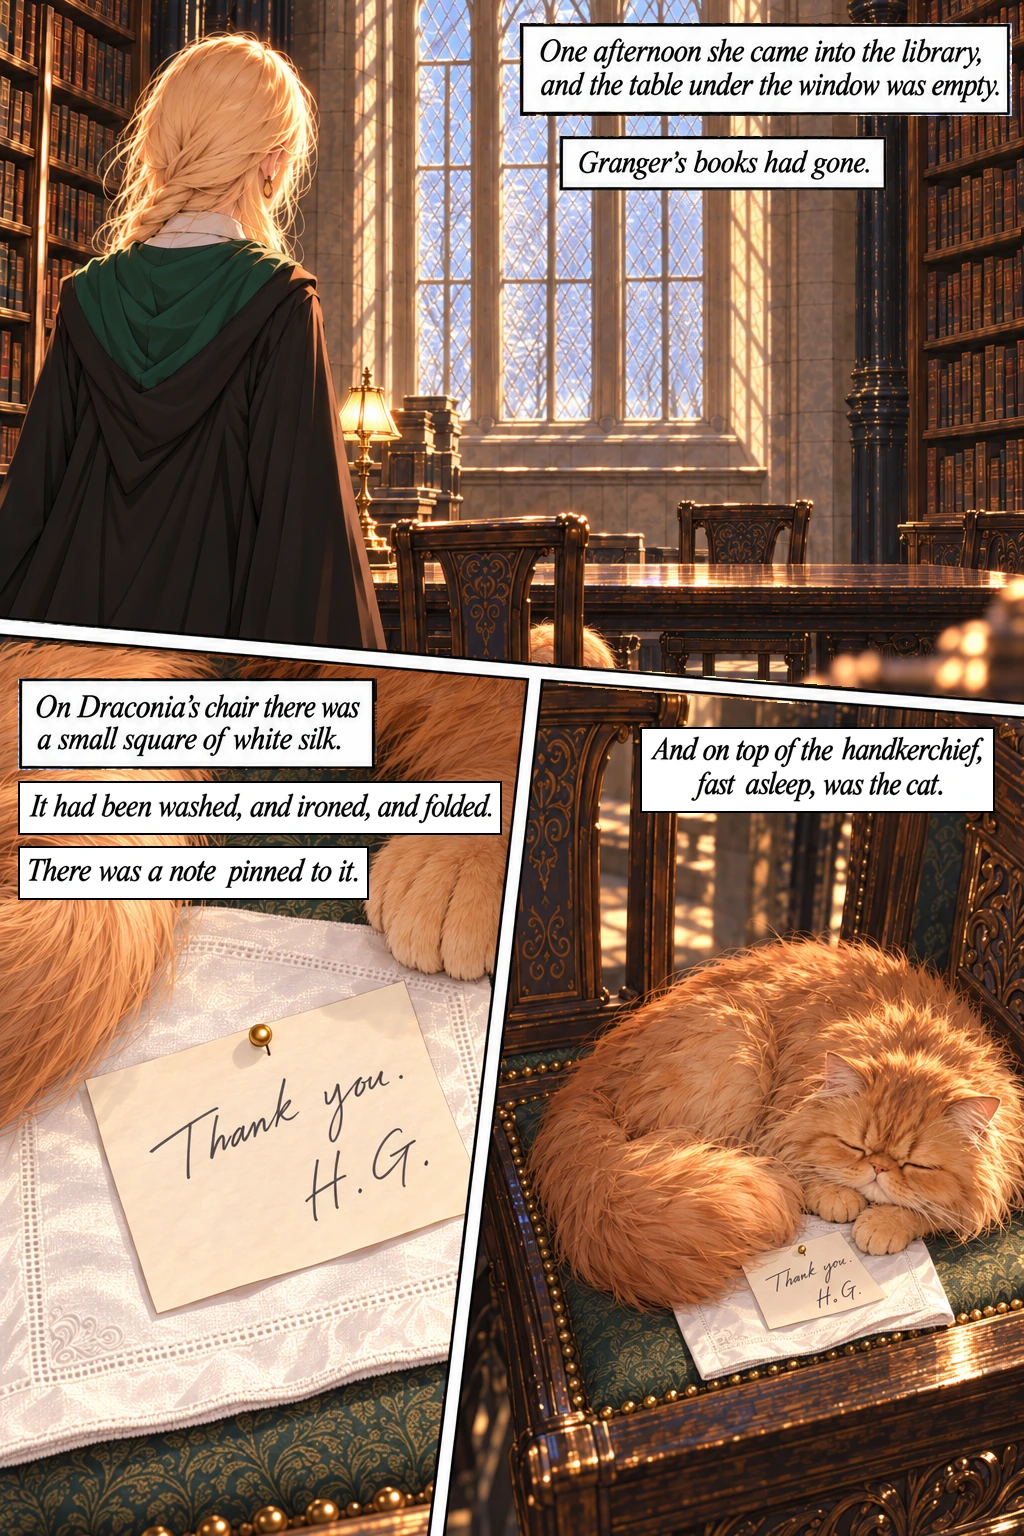 One afternoon she came into the library,
and the table under the window was empty.
Granger's books had gone.
On Draconia's chair there was
a small square of white silk.
It had been washed, and ironed, and folded.
There was a note pinned to it.
Thank you.
H.G.
And on top of the handkerchief,
fast asleep, was the cat.
Thank you.
H.G.